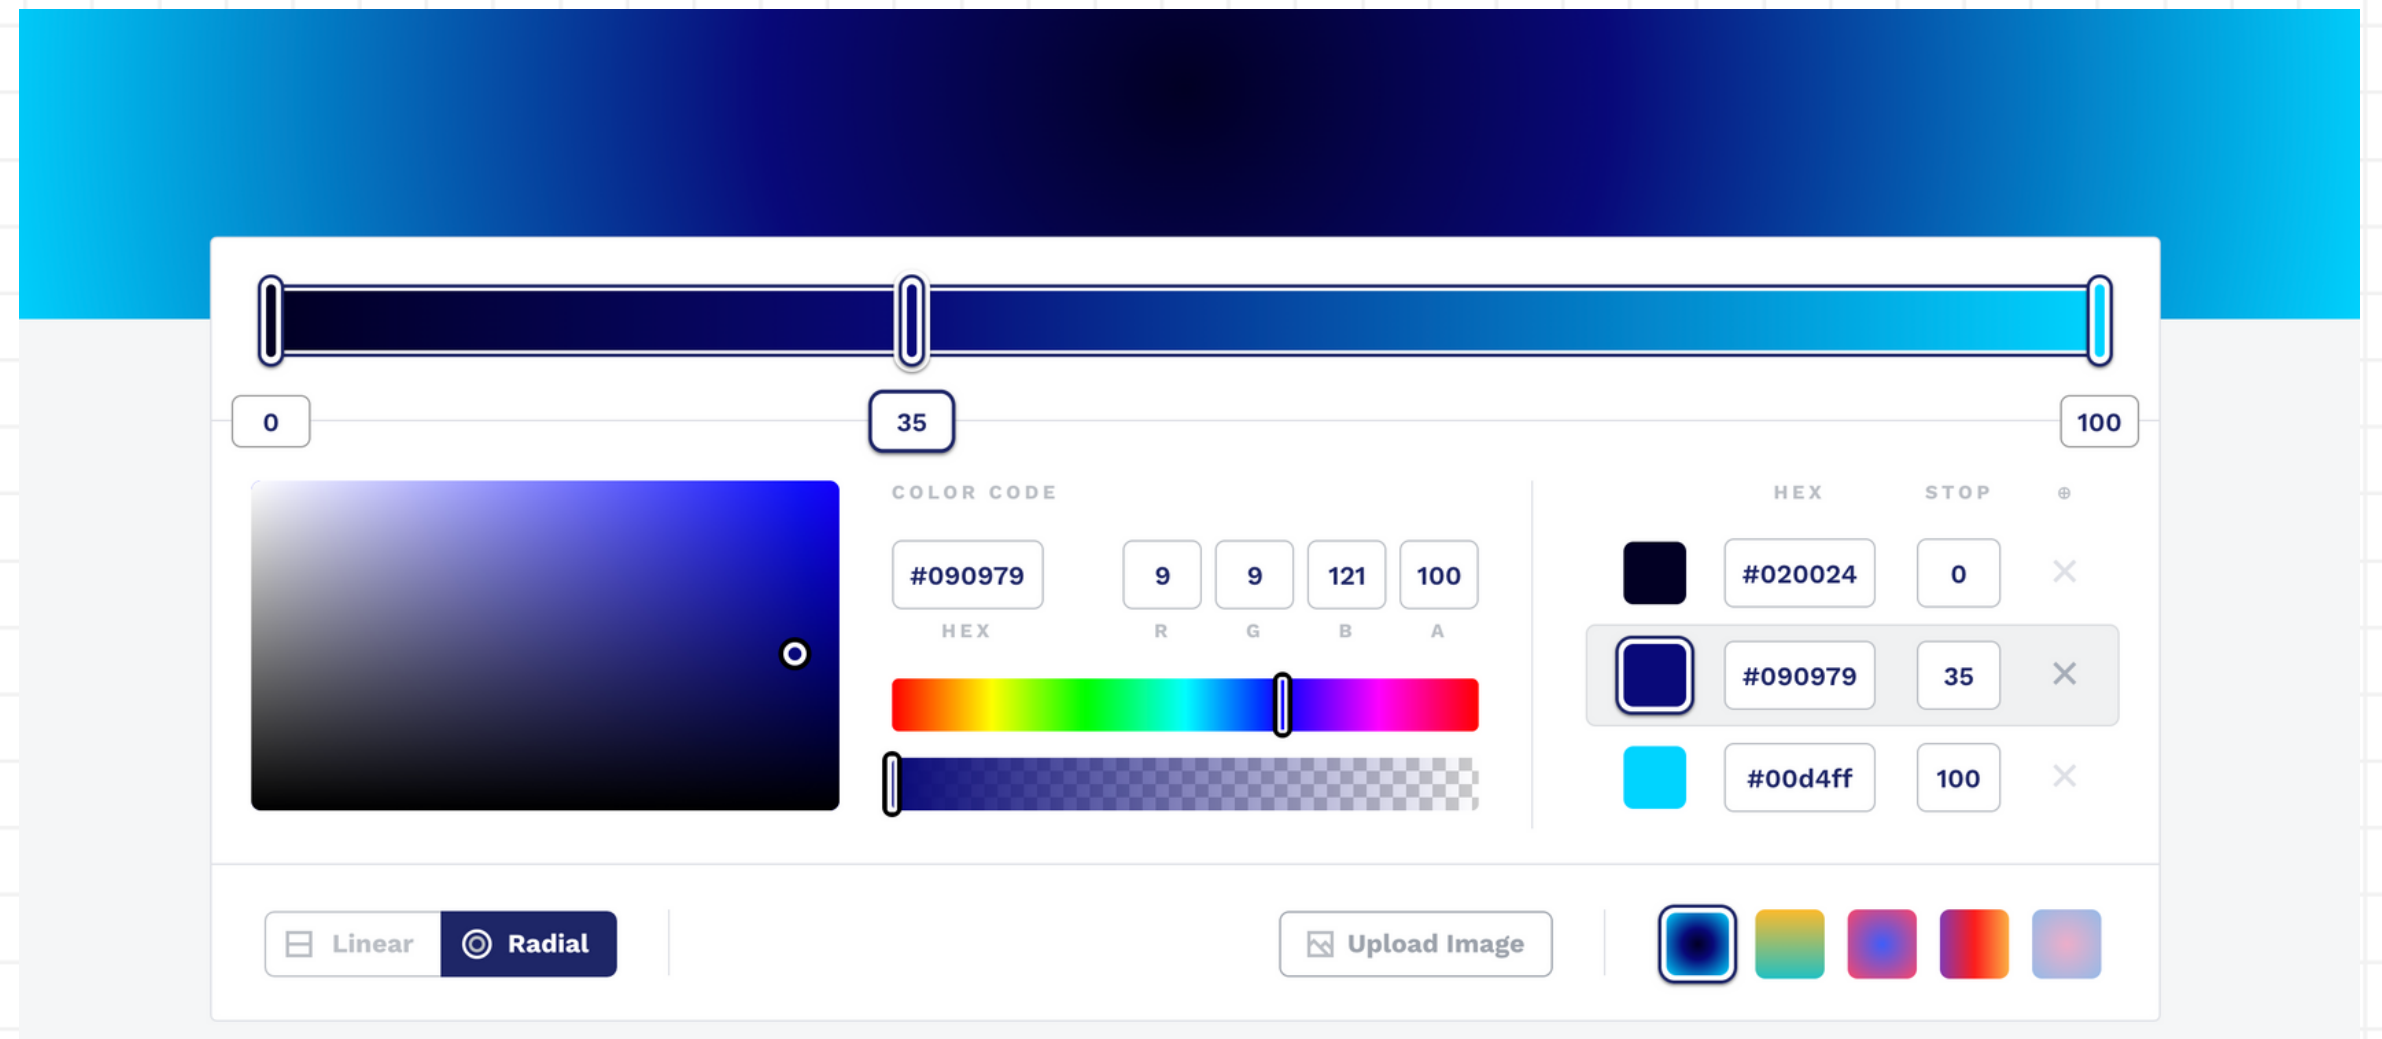 0 35 100
COLOR CODE
#090979 9 9 121 100
HEX R G B A
HEX STOP
#020024 0
#090979 35
#00d4ff 100
Linear Radial Upload Image